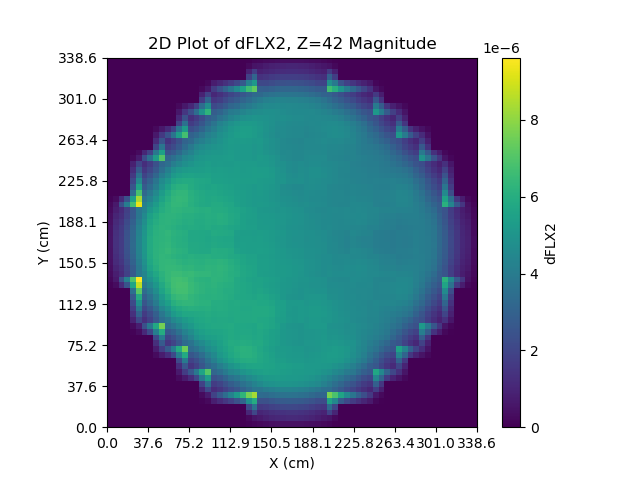 2D Plot of dFLX2, Z=42 Magnitude
1e−6
338.6
301.0
263.4
225.8
188.1
150.5
112.9
75.2
37.6
0.0
Y (cm)
0.0 37.6 75.2 112.9 150.5 188.1 225.8 263.4 301.0 338.6
X (cm)
8
6
4
2
0
dFLX2